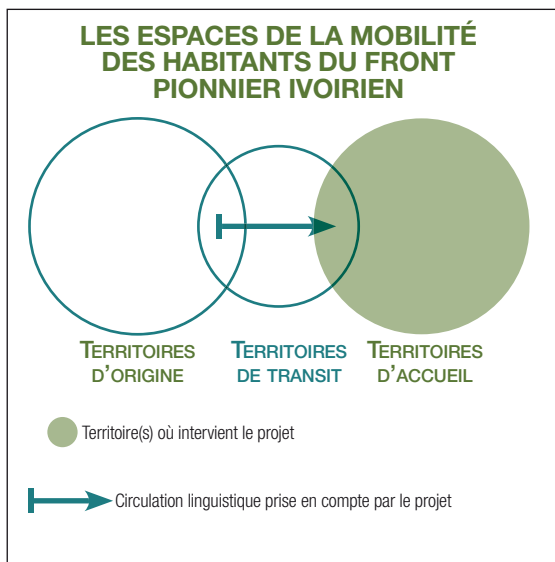 LES ESPACES DE LA MOBILITÉ
DES HABITANTS DU FRONT
PIONNIER IVOIRIEN
TERRITOIRES D'ORIGINE
TERRITOIRES DE TRANSIT
TERRITOIRES D'ACCUEIL
Territoire(s) où intervient le projet
Circulation linguistique prise en compte par le projet